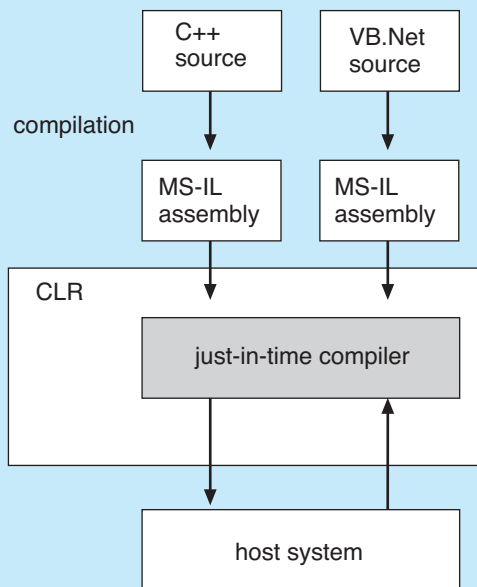 C++
source
VB.Net
source
compilation
MS-IL
assembly
MS-IL
assembly
CLR
just-in-time compiler
host system